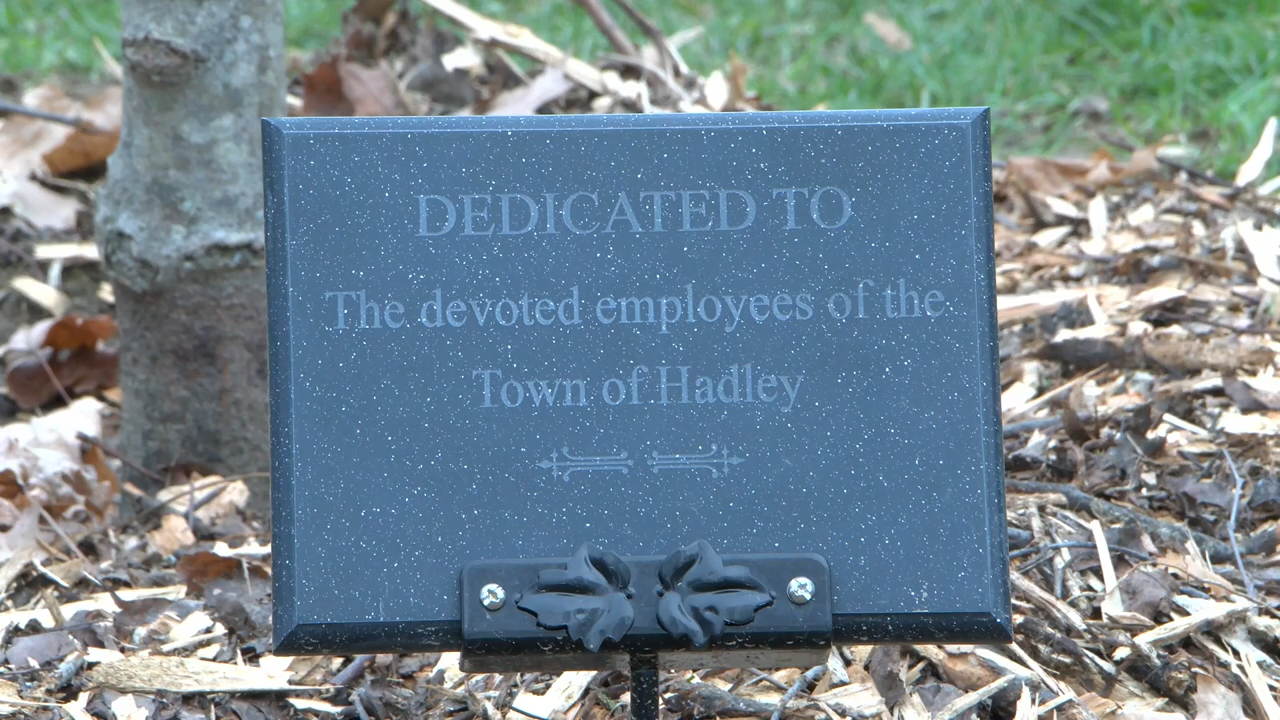 DEDICATED TO
The devoted employees of the
Town of Hadley